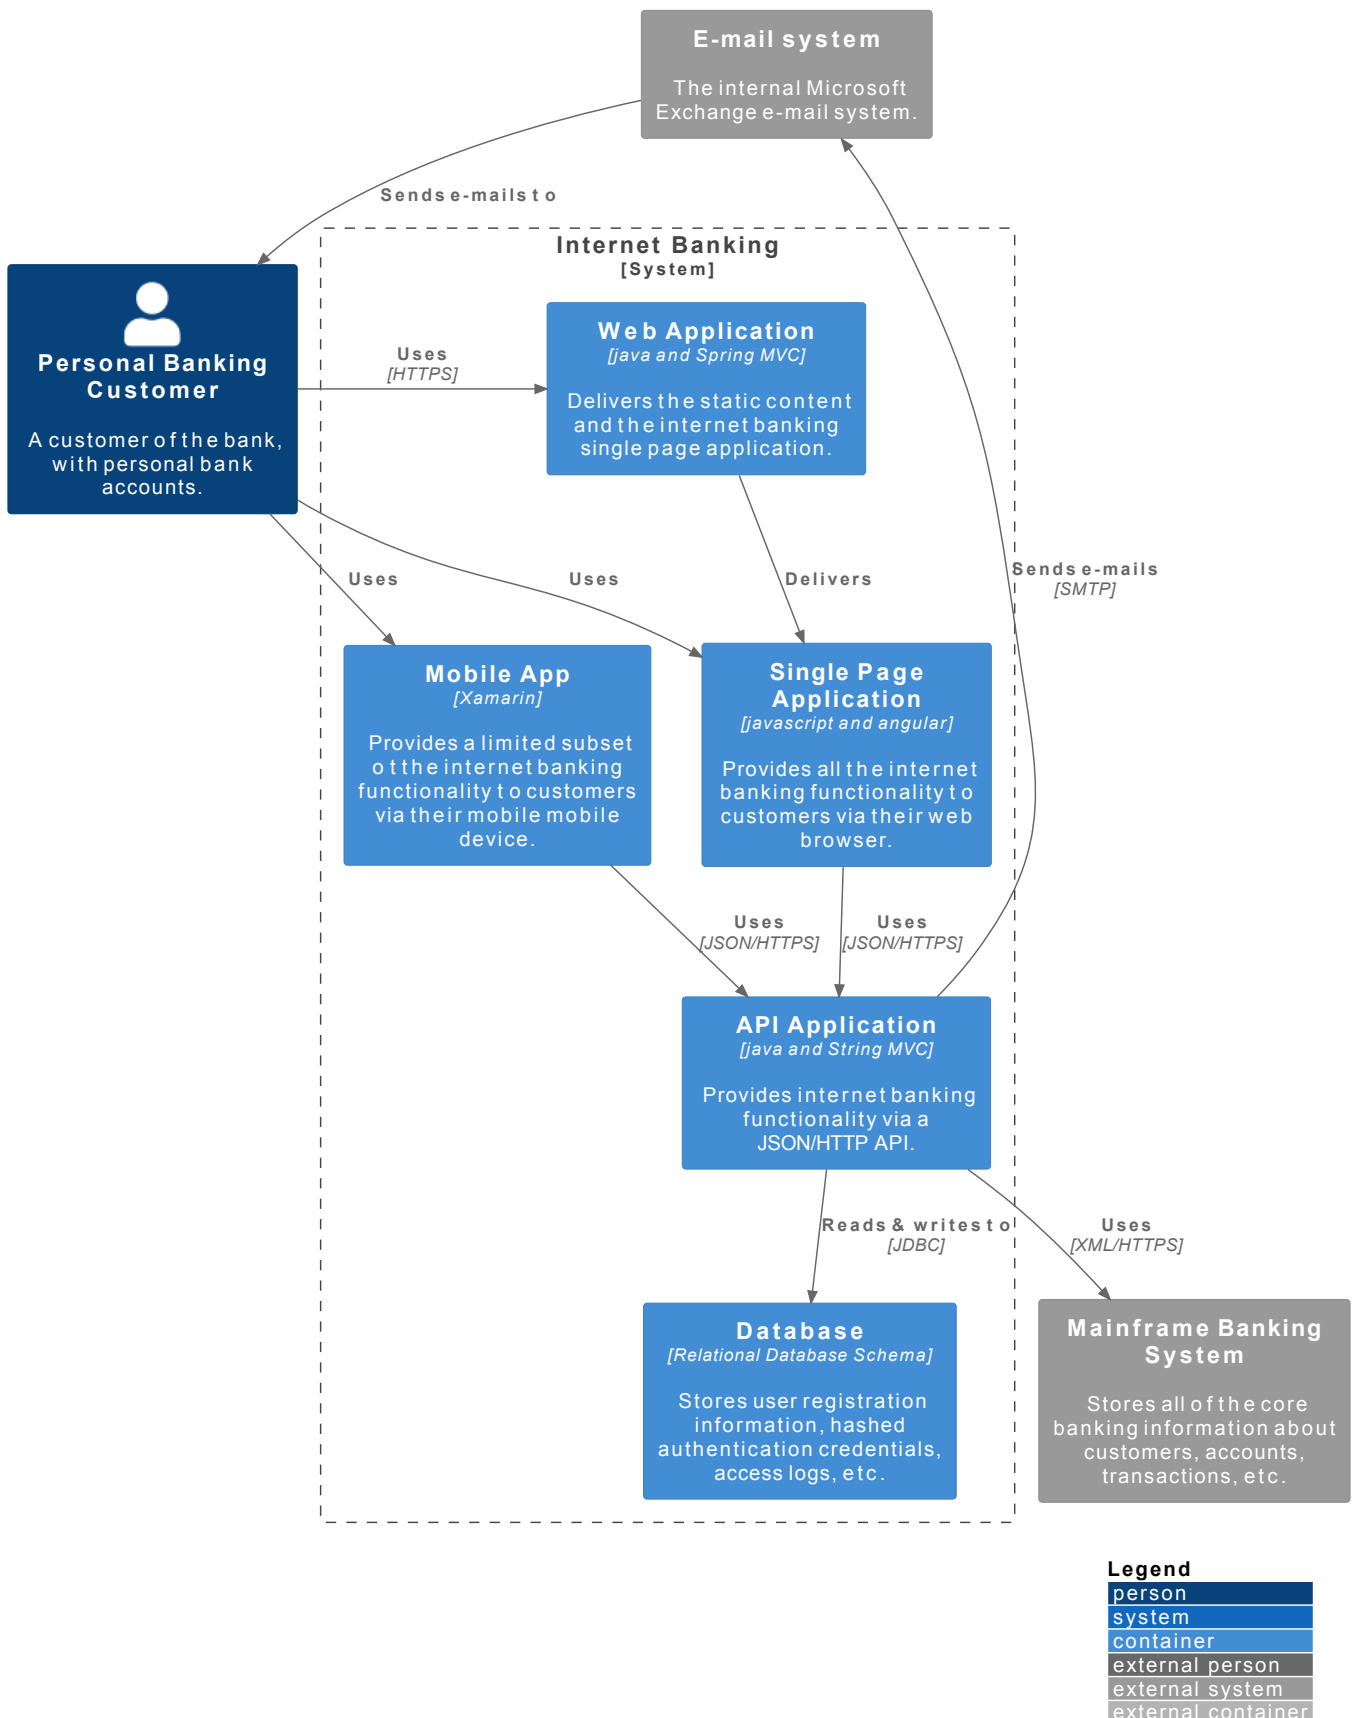 E-mail system
The internal Microsoft
Exchange e-mail system.
Sends e-mails to
Internet Banking
[System]
Personal Banking
Customer
A customer of the bank,
with personal bank
accounts.
Uses
[HTTPS]
Web Application
[java and Spring MVC]
Delivers the static content
and the internet banking
single page application.
Uses
Uses
Delivers
Sends e-mails
[SMTP]
Mobile App
[Xamarin]
Provides a limited subset
ot the internet banking
functionality to customers
via their mobile mobile
device.
Single Page
Application
[javascript and angular]
Provides all the internet
banking functionality to
customers via their web
browser.
Uses
[JSON/HTTPS]
Uses
[JSON/HTTPS]
API Application
[java and String MVC]
Provides internet banking
functionality via a
JSON/HTTP API.
Reads & writes to
[JDBC]
Uses
[XML/HTTPS]
Database
[Relational Database Schema]
Stores user registration
information, hashed
authentication credentials,
access logs, etc.
Mainframe Banking
System
Stores all of the core
banking information about
customers, accounts,
transactions, etc.
Legend
person
system
container
external person
external system
external container